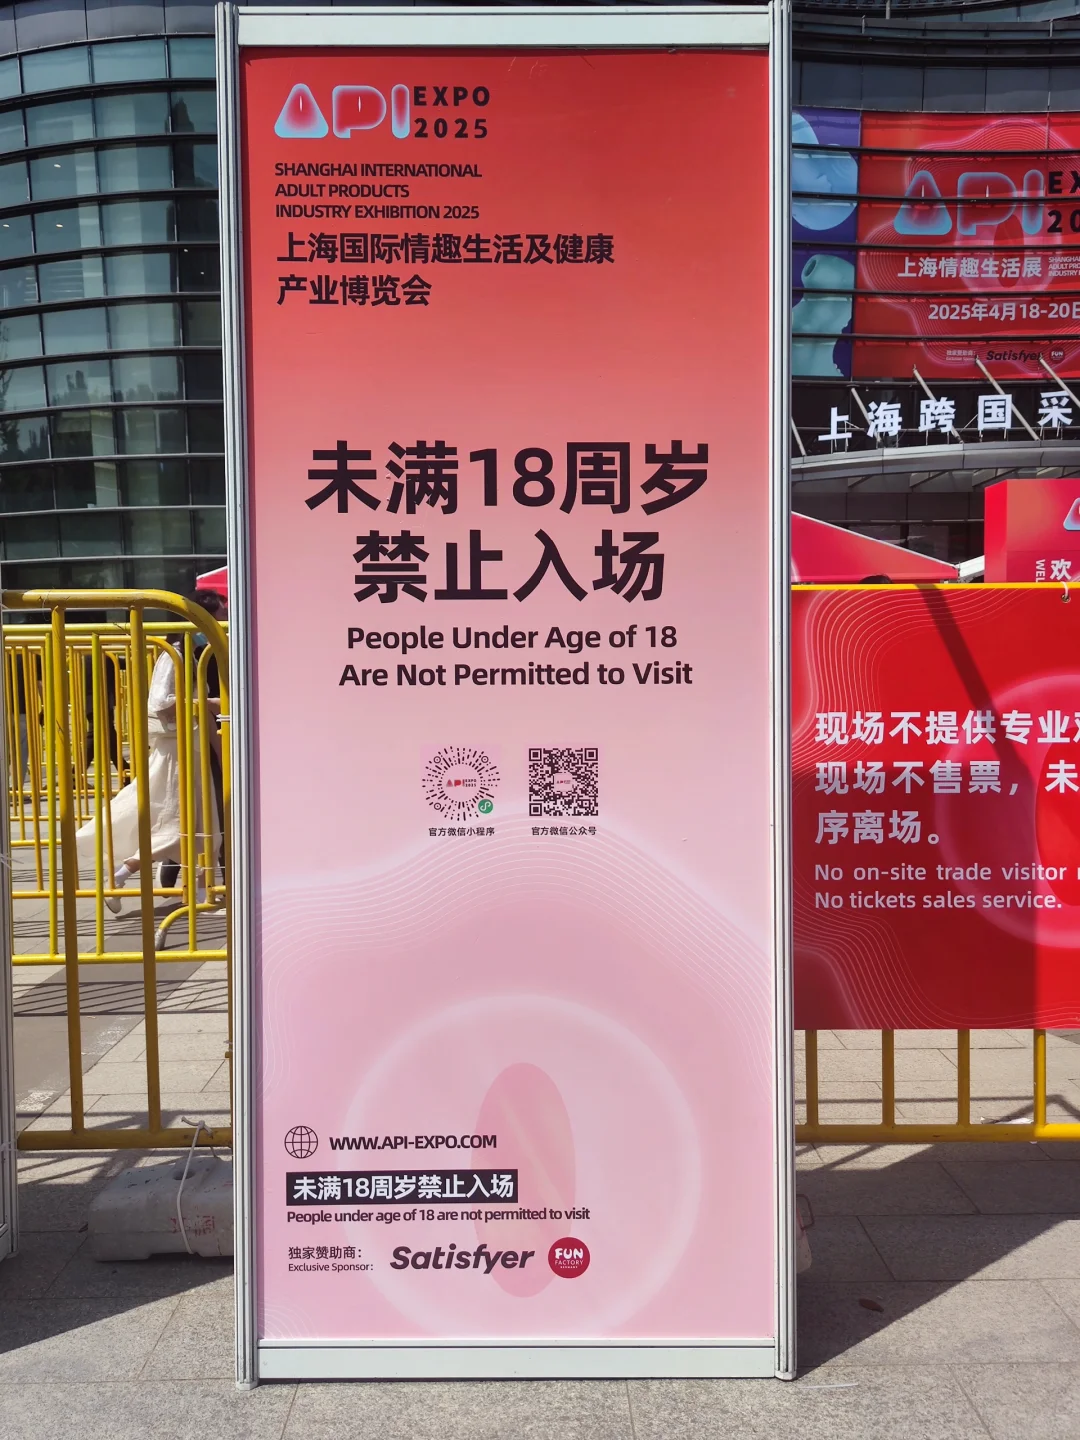 API EXPO 2025
SHANGHAI INTERNATIONAL
ADULT PRODUCTS
INDUSTRY EXHIBITION 2025
上海国际情趣生活及健康
产业博览会
未满18周岁
禁止入场
People Under Age of 18
Are Not Permitted to Visit
官方微信小程序
官方微信公众号
WWW.API-EXPO.COM
未满18周岁禁止入场
People under age of 18 are not permitted to visit
独家赞助商：
Exclusive Sponsor:
Satisfyer
FUN FACTORY
API
上海情趣生活展
2025年4月18-20日
Satisfyer
FUN
上海跨国采
欢
WEL
现场不提供专业
现场不售票，未
序离场。
No on-site trade visitor
No tickets sales service.